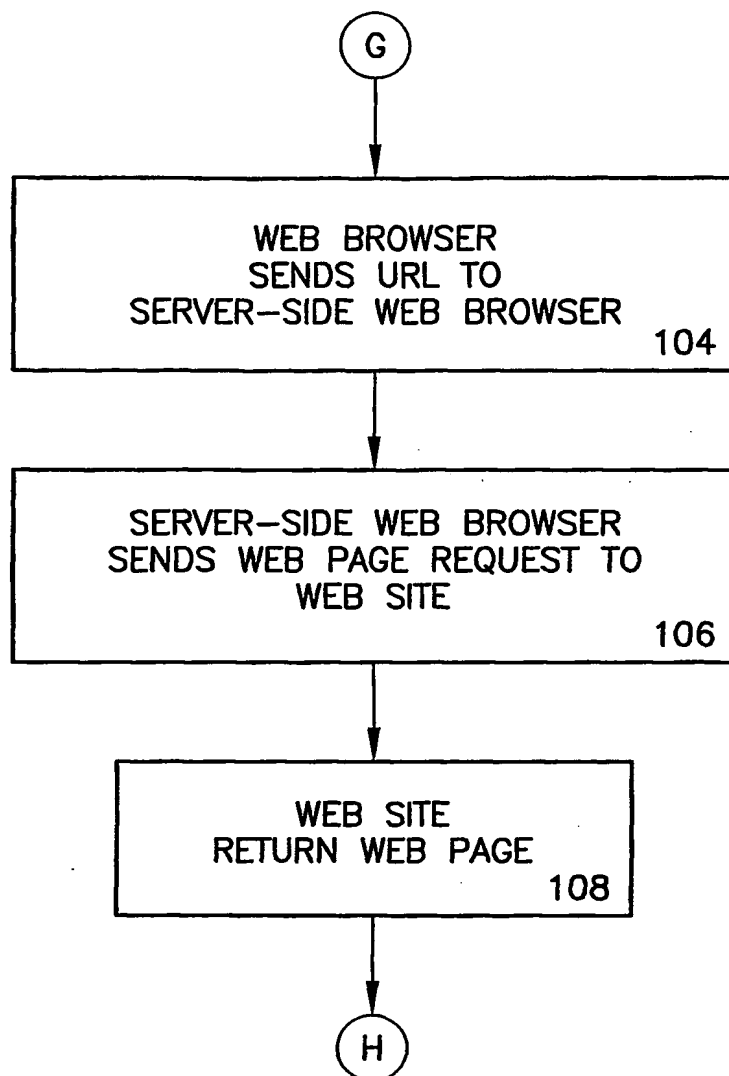 G
WEB BROWSER
SENDS URL TO
SERVER-SIDE WEB BROWSER
104
SERVER-SIDE WEB BROWSER
SENDS WEB PAGE REQUEST TO
WEB SITE
106
WEB SITE
RETURN WEB PAGE
108
H